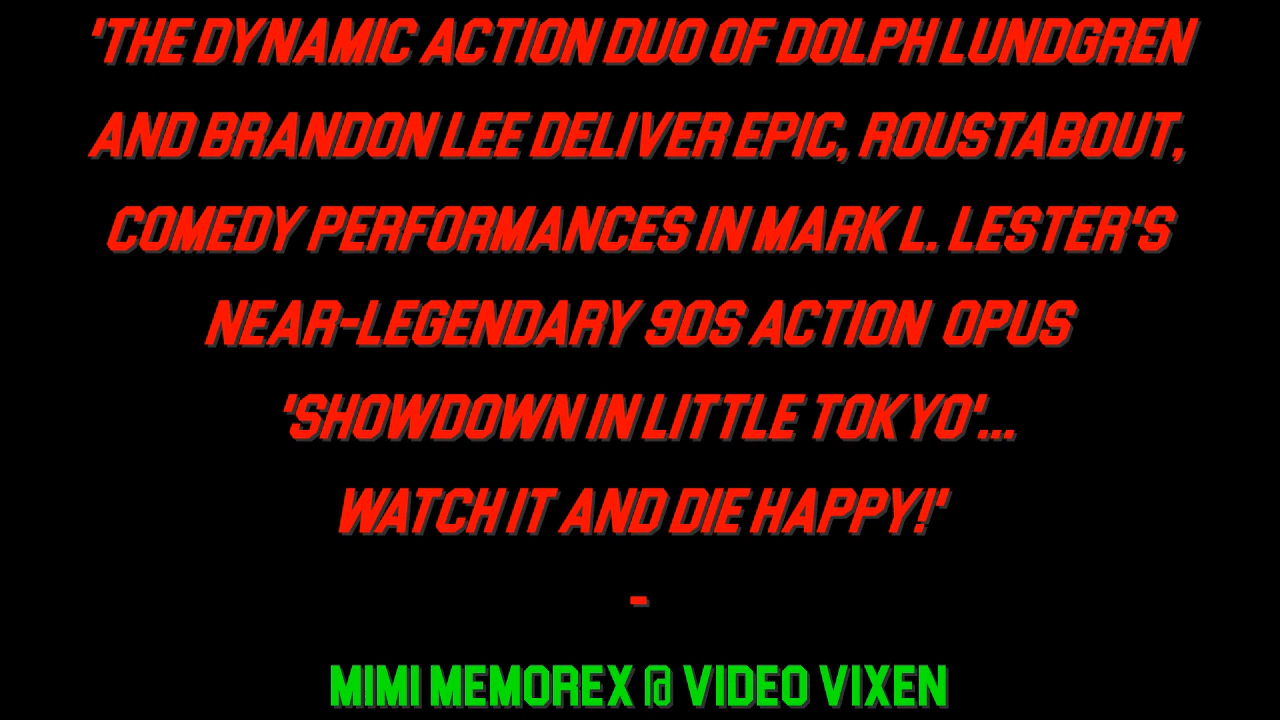 'THE DYNAMIC ACTION DUO OF DOLPH LUNDGREN
AND BRANDON LEE DELIVER EPIC, ROUSTABOUT,
COMEDY PERFORMANCES IN MARK L. LESTER'S
NEAR-LEGENDARY 90S ACTION OPUS
'SHOWDOWN IN LITTLE TOKYO'...
WATCH IT AND DIE HAPPY!'
-
MIMI MEMOREX @ VIDEO VIXEN